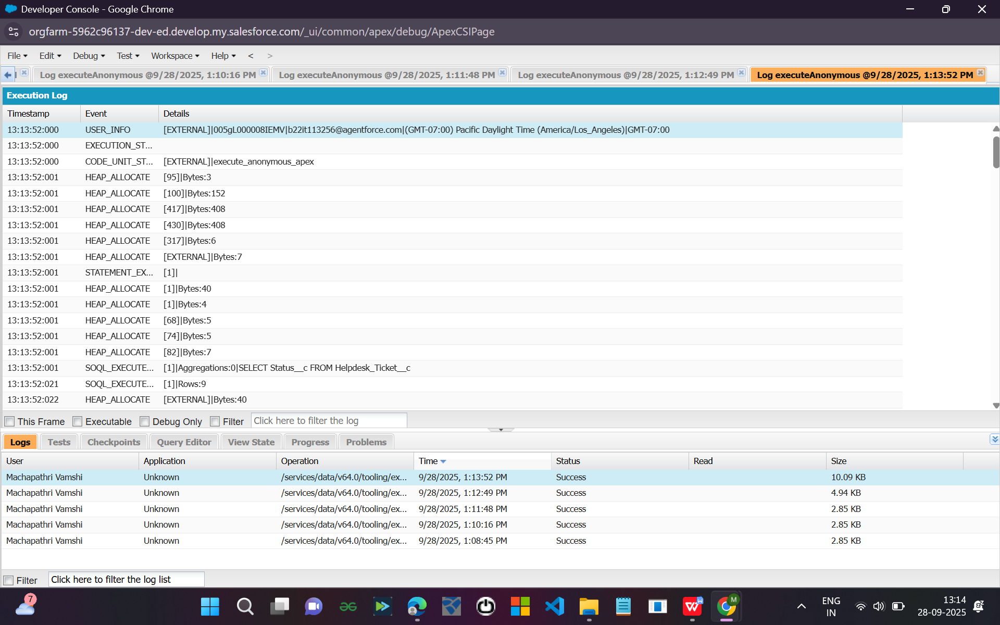 Developer Console - Google Chrome
orgfarm-5962c96137-dev-ed.develop.my.salesforce.com/_ui/common/apex/debug/ApexCSIPage
File Edit Debug Test Workspace Help < >
Log executeAnonymous @9/28/2025, 1:10:16 PM Log executeAnonymous @9/28/2025, 1:11:48 PM Log executeAnonymous @9/28/2025, 1:12:49 PM Log executeAnonymous @9/28/2025, 1:13:52 PM
Execution Log
Timestamp Event Details
13:13:52:000 USER_INFO [EXTERNAL]|005gL000008IEMV|b22it113256@agentforce.com|(GMT-07:00) Pacific Daylight Time (America/Los_Angeles)|GMT-07:00
13:13:52:000 EXECUTION_ST...
13:13:52:000 CODE_UNIT_ST... [EXTERNAL]|execute_anonymous_apex
13:13:52:001 HEAP_ALLOCATE [95]|Bytes:3
13:13:52:001 HEAP_ALLOCATE [100]|Bytes:152
13:13:52:001 HEAP_ALLOCATE [417]|Bytes:408
13:13:52:001 HEAP_ALLOCATE [430]|Bytes:408
13:13:52:001 HEAP_ALLOCATE [317]|Bytes:6
13:13:52:001 HEAP_ALLOCATE [EXTERNAL]|Bytes:7
13:13:52:001 STATEMENT_EX... [1]|
13:13:52:001 HEAP_ALLOCATE [1]|Bytes:40
13:13:52:001 HEAP_ALLOCATE [1]|Bytes:4
13:13:52:001 HEAP_ALLOCATE [68]|Bytes:5
13:13:52:001 HEAP_ALLOCATE [74]|Bytes:5
13:13:52:001 HEAP_ALLOCATE [82]|Bytes:7
13:13:52:001 SOQL_EXECUTE... [1]|Aggregations:0|SELECT Status__c FROM Helpdesk_Ticket__c
13:13:52:021 SOQL_EXECUTE... [1]|Rows:9
13:13:52:022 HEAP_ALLOCATE [EXTERNAL]|Bytes:40
This Frame Executable Debug Only Filter Click here to filter the log
Logs Tests Checkpoints Query Editor View State Progress Problems
User Application Operation Time Status Read Size
Machapathri Vamshi Unknown /services/data/v64.0/tooling/ex... 9/28/2025, 1:13:52 PM Success 10.09 KB
Machapathri Vamshi Unknown /services/data/v64.0/tooling/ex... 9/28/2025, 1:12:49 PM Success 4.94 KB
Machapathri Vamshi Unknown /services/data/v64.0/tooling/ex... 9/28/2025, 1:11:48 PM Success 2.85 KB
Machapathri Vamshi Unknown /services/data/v64.0/tooling/ex... 9/28/2025, 1:10:16 PM Success 2.85 KB
Machapathri Vamshi Unknown /services/data/v64.0/tooling/ex... 9/28/2025, 1:08:45 PM Success 2.85 KB
Filter Click here to filter the log list
7
M
W
ENG
IN
13:14
28-09-2025